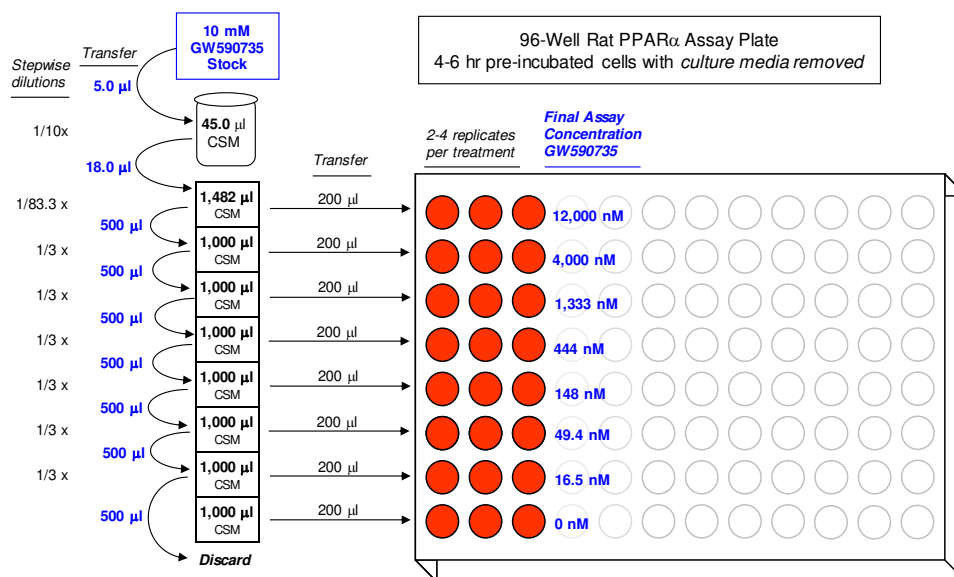 10 mM
GW590735
Stock
96-Well Rat PPARα Assay Plate
4-6 hr pre-incubated cells with culture media removed
Stepwise
dilutions
Transfer
5.0 µl
1/10x
45.0 µl
CSM
18.0 µl
Transfer
2-4 replicates
per treatment
Final Assay
Concentration
GW590735
1/83.3 x
1,482 µl
CSM
200 µl
12,000 nM
500 µl
1/3 x
1,000 µl
CSM
200 µl
4,000 nM
500 µl
1/3 x
1,000 µl
CSM
200 µl
1,333 nM
500 µl
1/3 x
1,000 µl
CSM
200 µl
444 nM
500 µl
1/3 x
1,000 µl
CSM
200 µl
148 nM
500 µl
1/3 x
1,000 µl
CSM
200 µl
49.4 nM
500 µl
1/3 x
1,000 µl
CSM
200 µl
16.5 nM
500 µl
1,000 µl
CSM
200 µl
0 nM
Discard